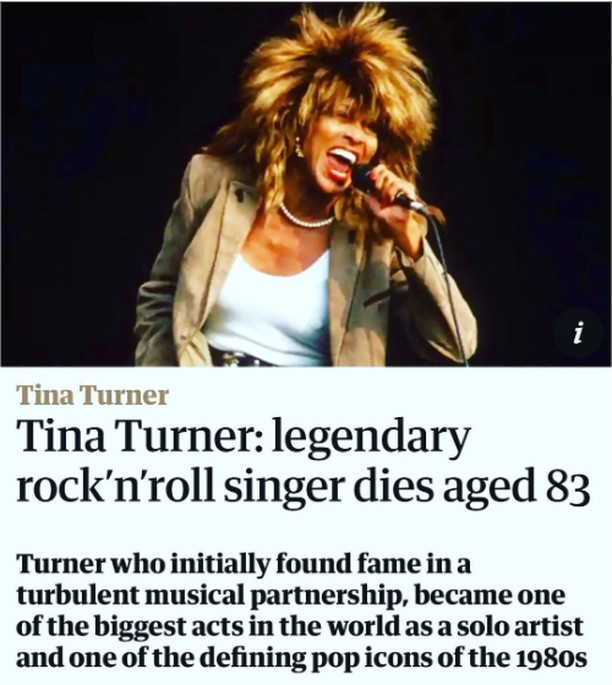 i
Tina Turner
Tina Turner: legendary
rock’n’roll singer dies aged 83
Turner who initially found fame in a
turbulent musical partnership, became one
of the biggest acts in the world as a solo artist
and one of the defining pop icons of the 1980s